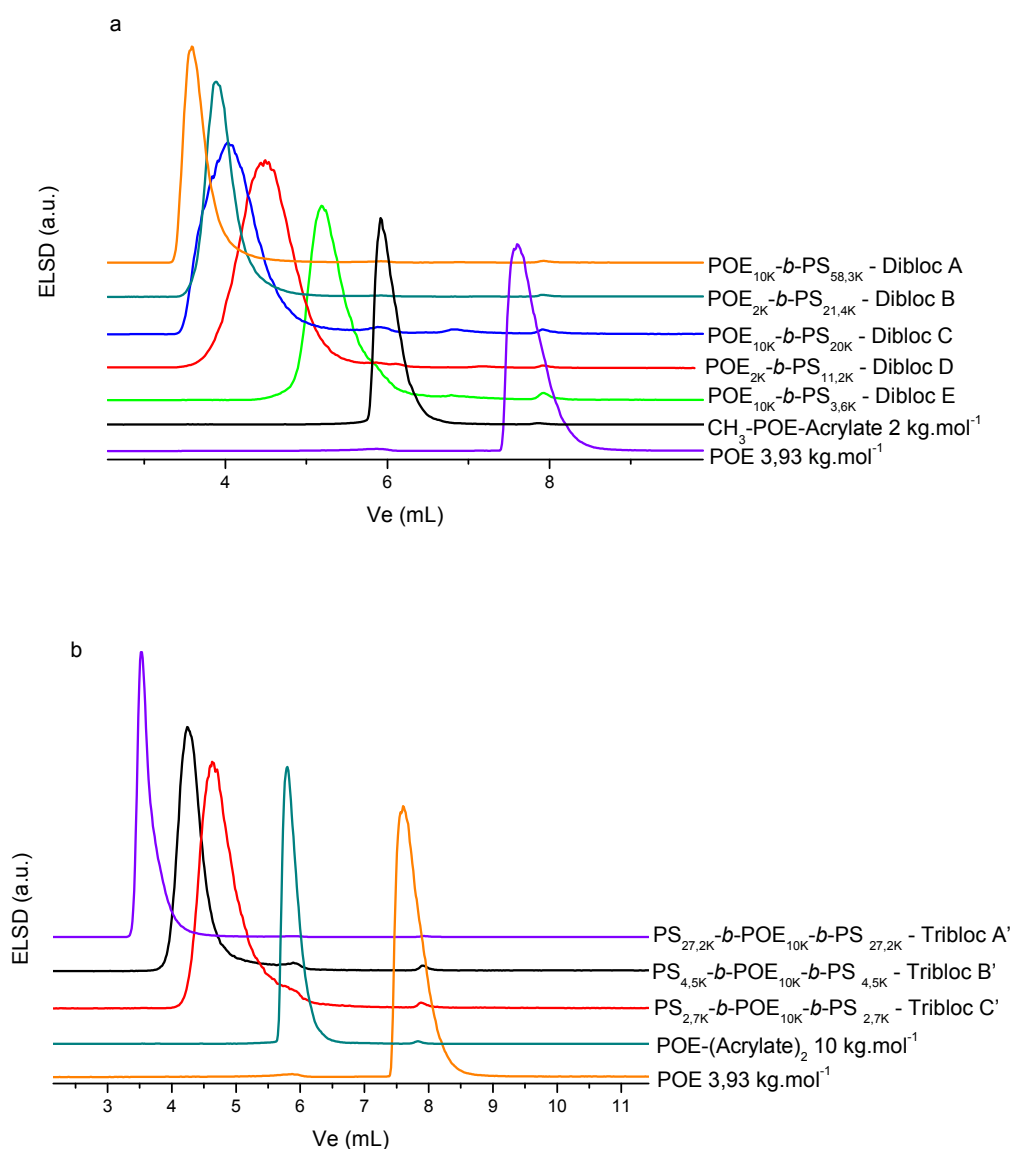 a
ELSD (a.u.)
POE10K-b-PS58,3K - Dibloc A
POE2K-b-PS21,4K - Dibloc B
POE10K-b-PS20K - Dibloc C
POE2K-b-PS11,2K - Dibloc D
POE10K-b-PS3,6K - Dibloc E
CH3-POE-Acrylate 2 kg.mol-1
POE 3,93 kg.mol-1
4 6 8
Ve (mL)
b
ELSD (a.u.)
PS27,2K-b-POE10K-b-PS 27,2K - Tribloc A'
PS4,5K-b-POE10K-b-PS 4,5K - Tribloc B'
PS2,7K-b-POE10K-b-PS 2,7K - Tribloc C'
POE-(Acrylate)2 10 kg.mol-1
POE 3,93 kg.mol-1
3 4 5 6 7 8 9 10 11
Ve (mL)